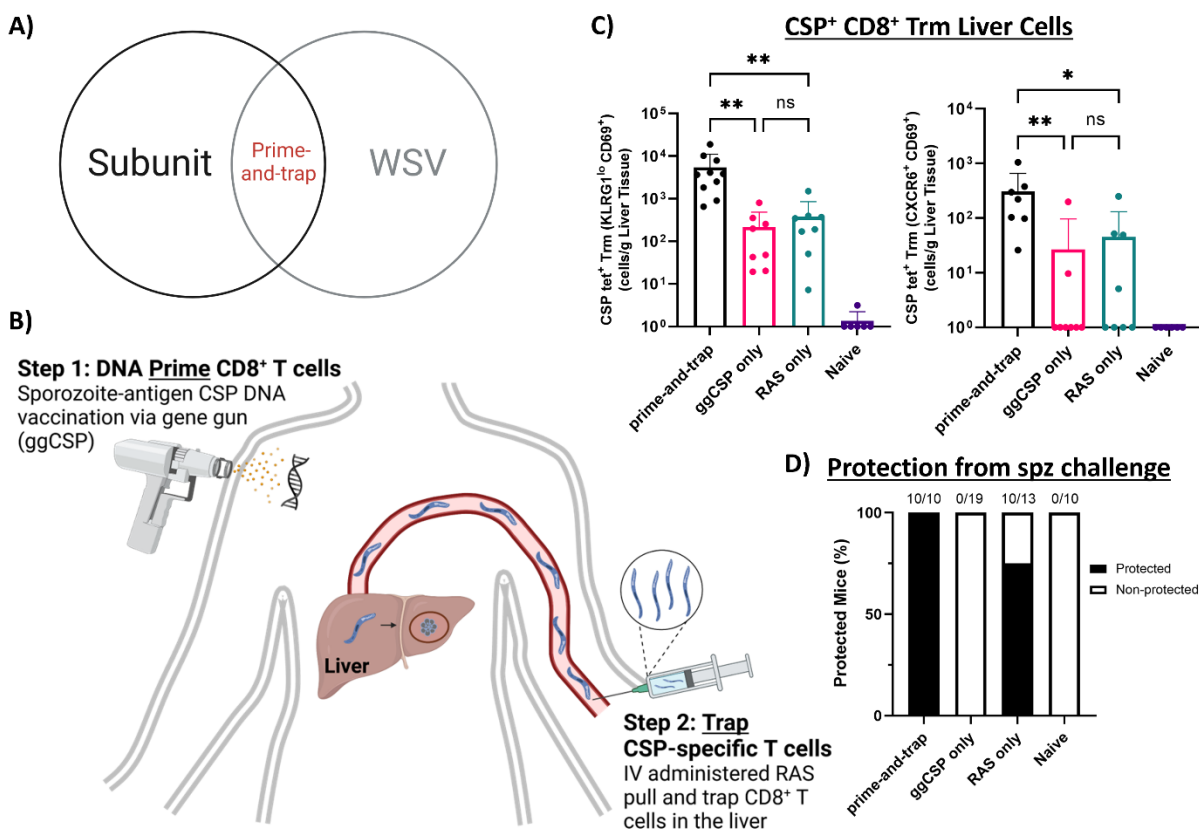 A)
Subunit
Prime-
and-trap
WSV
B)
Step 1: DNA Prime CD8⁺ T cells
Sporozoite-antigen CSP DNA
vaccination via gene gun
(ggCSP)
Liver
Step 2: Trap
CSP-specific T cells
IV administered RAS
pull and trap CD8⁺ T
cells in the liver
C)
CSP⁺ CD8⁺ Trm Liver Cells
CSP tet⁺ Trm (KLRG1ˡᵒ CD69⁺)
(cells/g Liver Tissue)
10⁵
10⁴
10³
10²
10¹
10⁰
**
**
ns
prime-and-trap
ggCSP only
RAS only
Naive
CSP tet⁺ Trm (CXCR6⁺ CD69⁺)
(cells/g Liver Tissue)
10⁴
10³
10²
10¹
10⁰
*
**
ns
prime-and-trap
ggCSP only
RAS only
Naive
D)
Protection from spz challenge
10/10 0/19 10/13 0/10
Protected Mice (%)
100
50
0
Protected
Non-protected
prime-and-trap
ggCSP only
RAS only
Naive